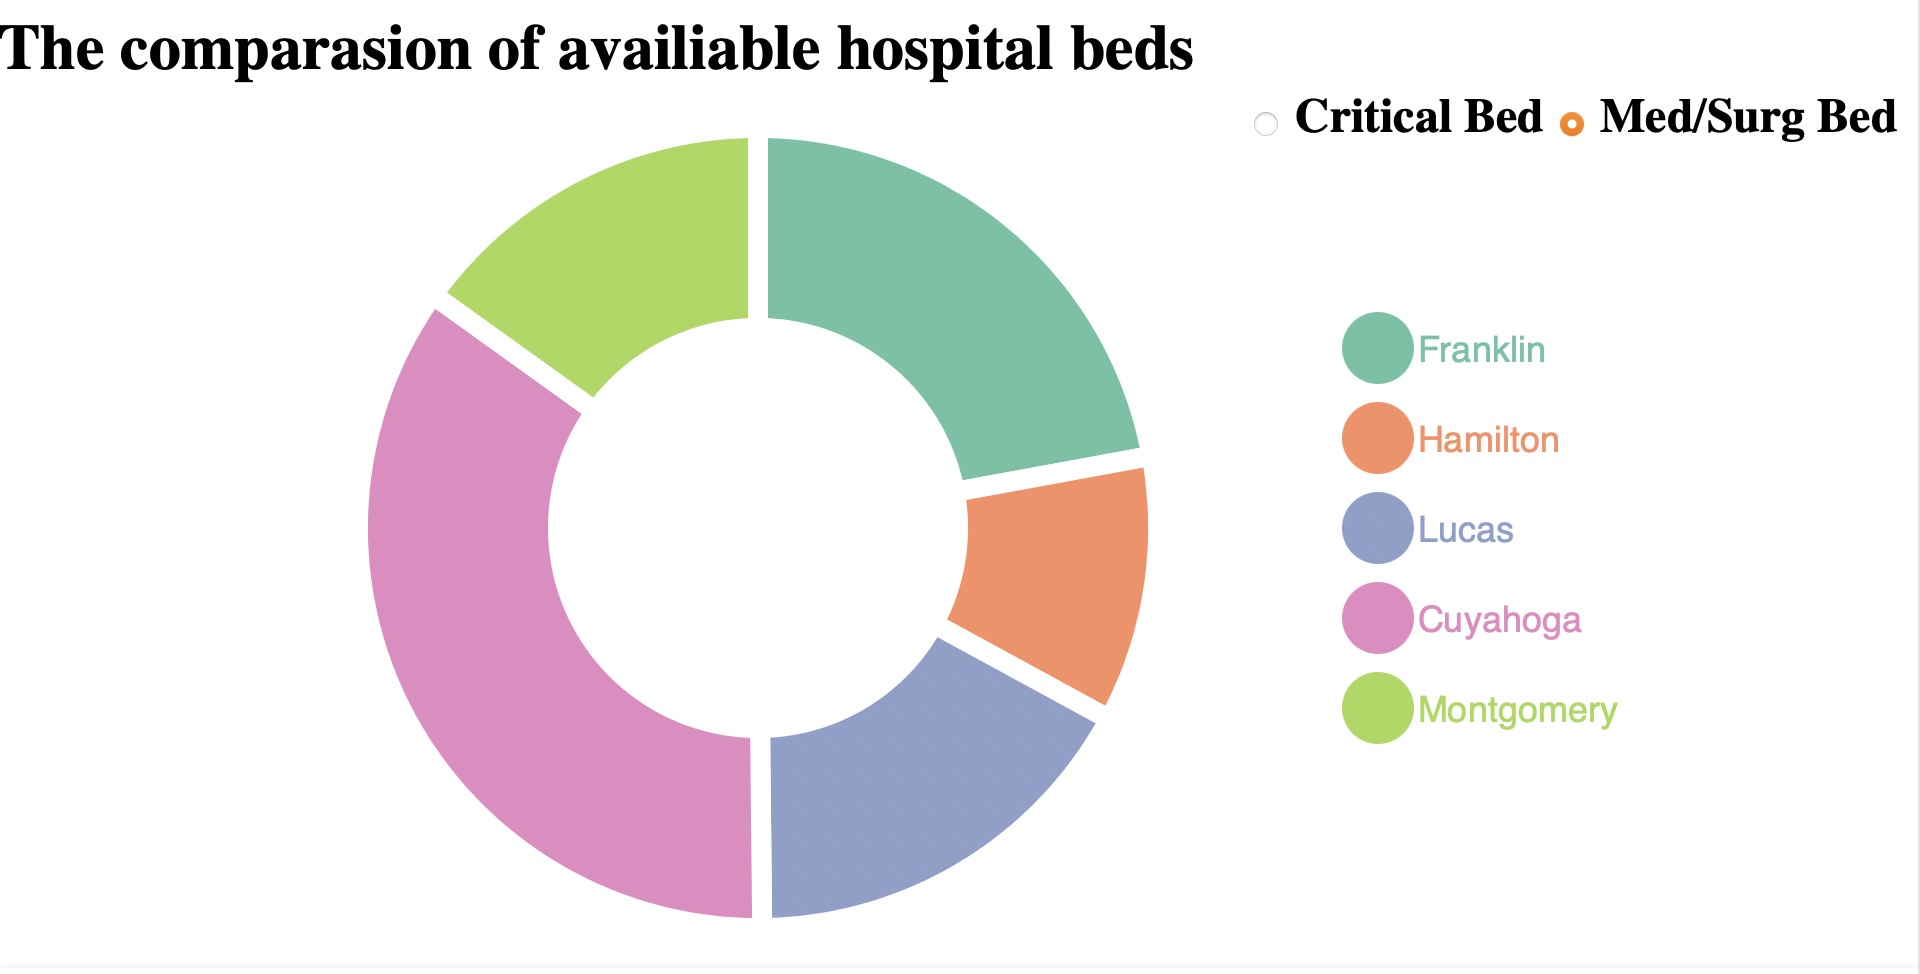 The comparasion of availiable hospital beds
Critical Bed Med/Surg Bed
Franklin
Hamilton
Lucas
Cuyahoga
Montgomery